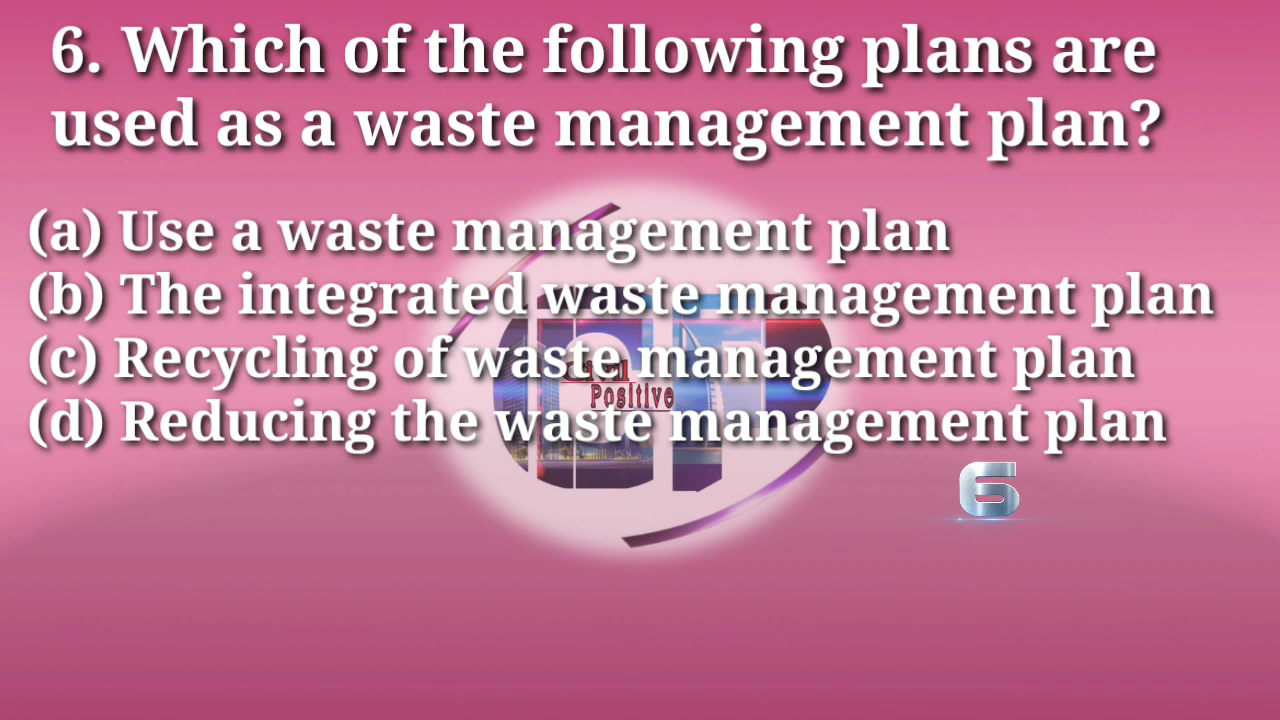 6. Which of the following plans are
used as a waste management plan?
(a) Use a waste management plan
(b) The integrated waste management plan
(c) Recycling of waste management plan
(d) Reducing the waste management plan
Civil
Positive
6